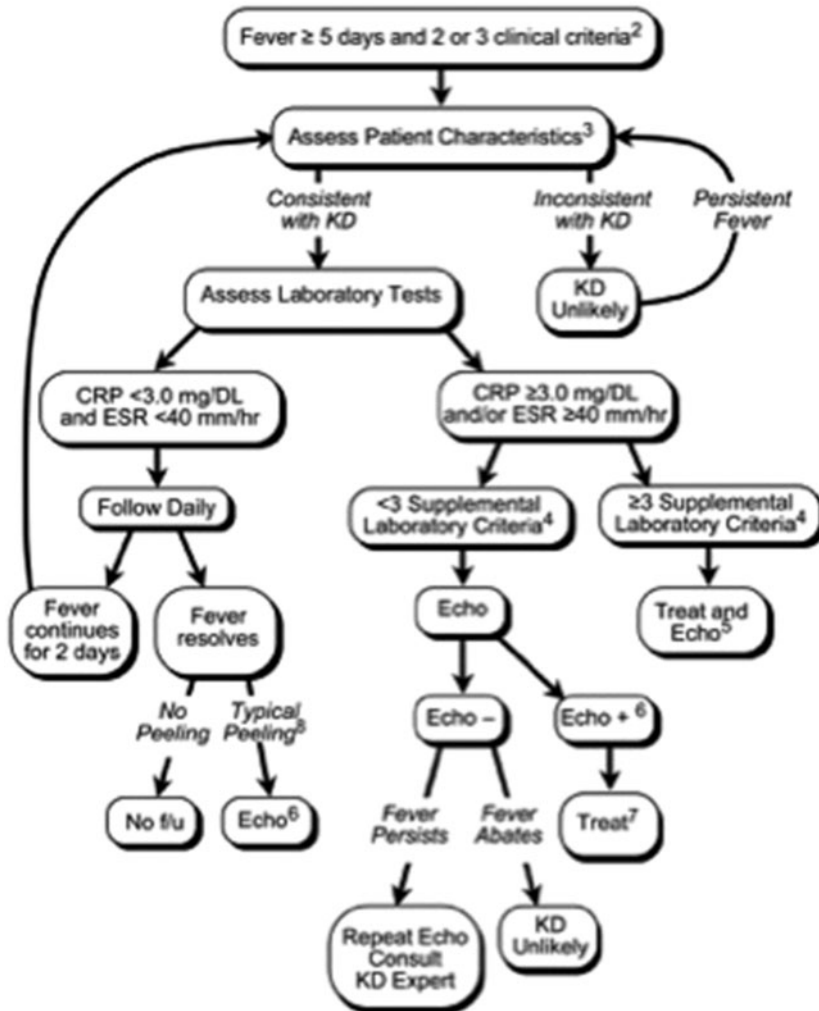 Fever ≥ 5 days and 2 or 3 clinical criteria²
Assess Patient Characteristics³
Consistent
with KD
Inconsistent
with KD
Persistent
Fever
Assess Laboratory Tests
KD
Unlikely
CRP <3.0 mg/DL
and ESR <40 mm/hr
CRP ≥3.0 mg/DL
and/or ESR ≥40 mm/hr
Follow Daily
<3 Supplemental
Laboratory Criteria⁴
≥3 Supplemental
Laboratory Criteria⁴
Fever
continues
for 2 days
Fever
resolves
Echo
Treat and
Echo⁵
No
Peeling
Typical
Peeling⁸
Echo –
Echo + ⁶
No f/u
Echo⁶
Fever
Persists
Fever
Abates
Treat⁷
Repeat Echo
Consult
KD Expert
KD
Unlikely